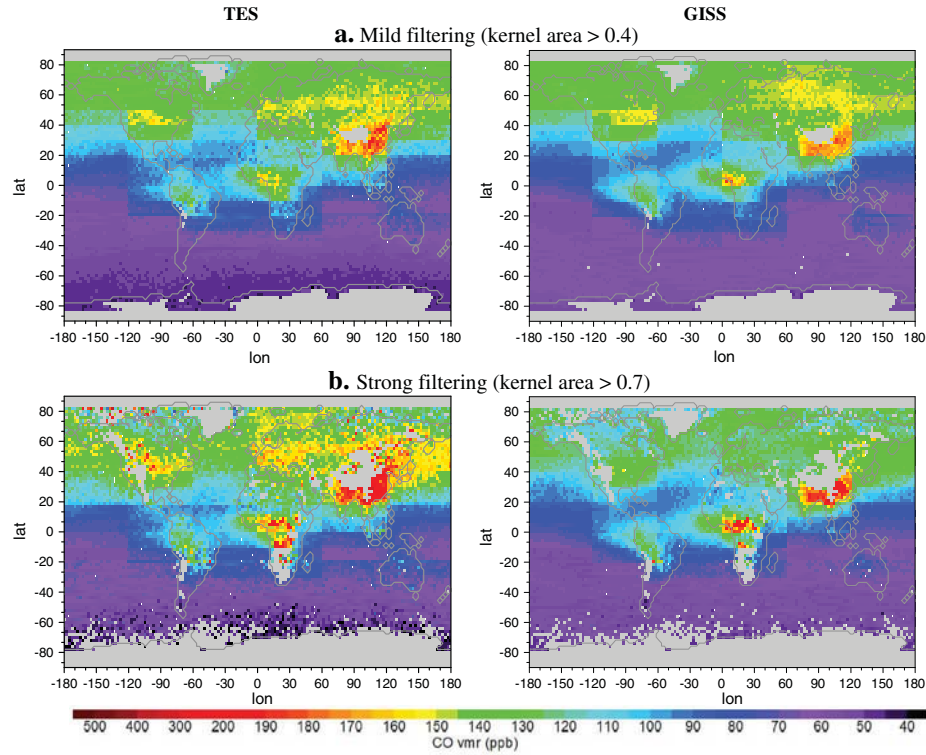 TES GISS
a. Mild filtering (kernel area > 0.4)
80 80
60 60
40 40
20 20
lat 0 lat 0
-20 -20
-40 -40
-60 -60
-80 -80
-180 -150 -120 -90 -60 -30 0 30 60 90 120 150 180 -180 -150 -120 -90 -60 -30 0 30 60 90 120 150 180
lon lon
b. Strong filtering (kernel area > 0.7)
80 80
60 60
40 40
20 20
lat 0 lat 0
-20 -20
-40 -40
-60 -60
-80 -80
-180 -150 -120 -90 -60 -30 0 30 60 90 120 150 180 -180 -150 -120 -90 -60 -30 0 30 60 90 120 150 180
lon lon
500 400 300 200 190 180 170 160 150 140 130 120 110 100 90 80 70 60 50 40
CO vmr (ppb)